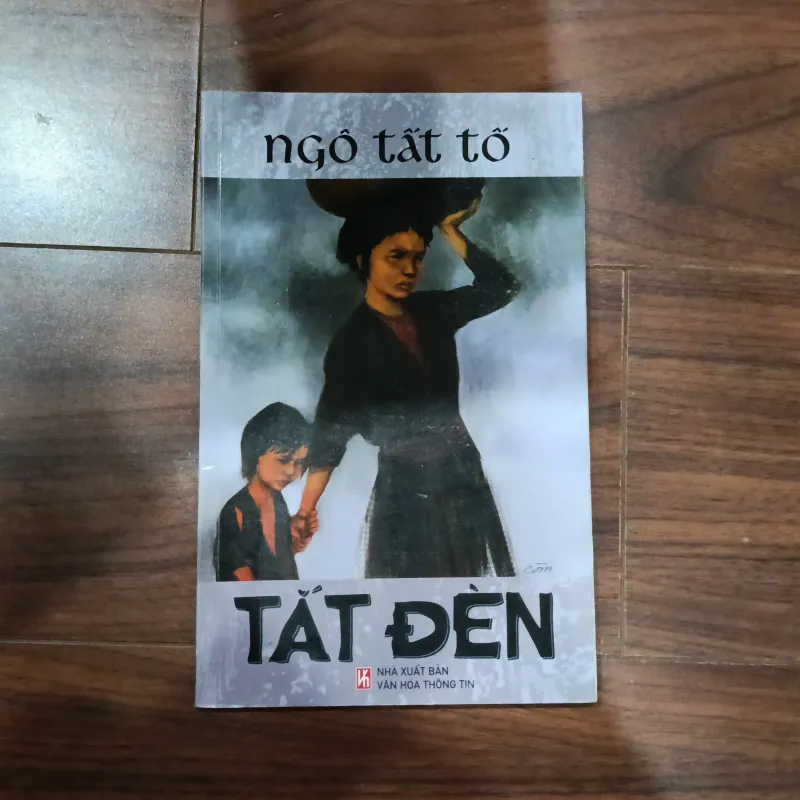 NGÔ TẤT TỐ
TẮT ĐÈN
NHÀ XUẤT BẢN
VĂN HÓA THÔNG TIN